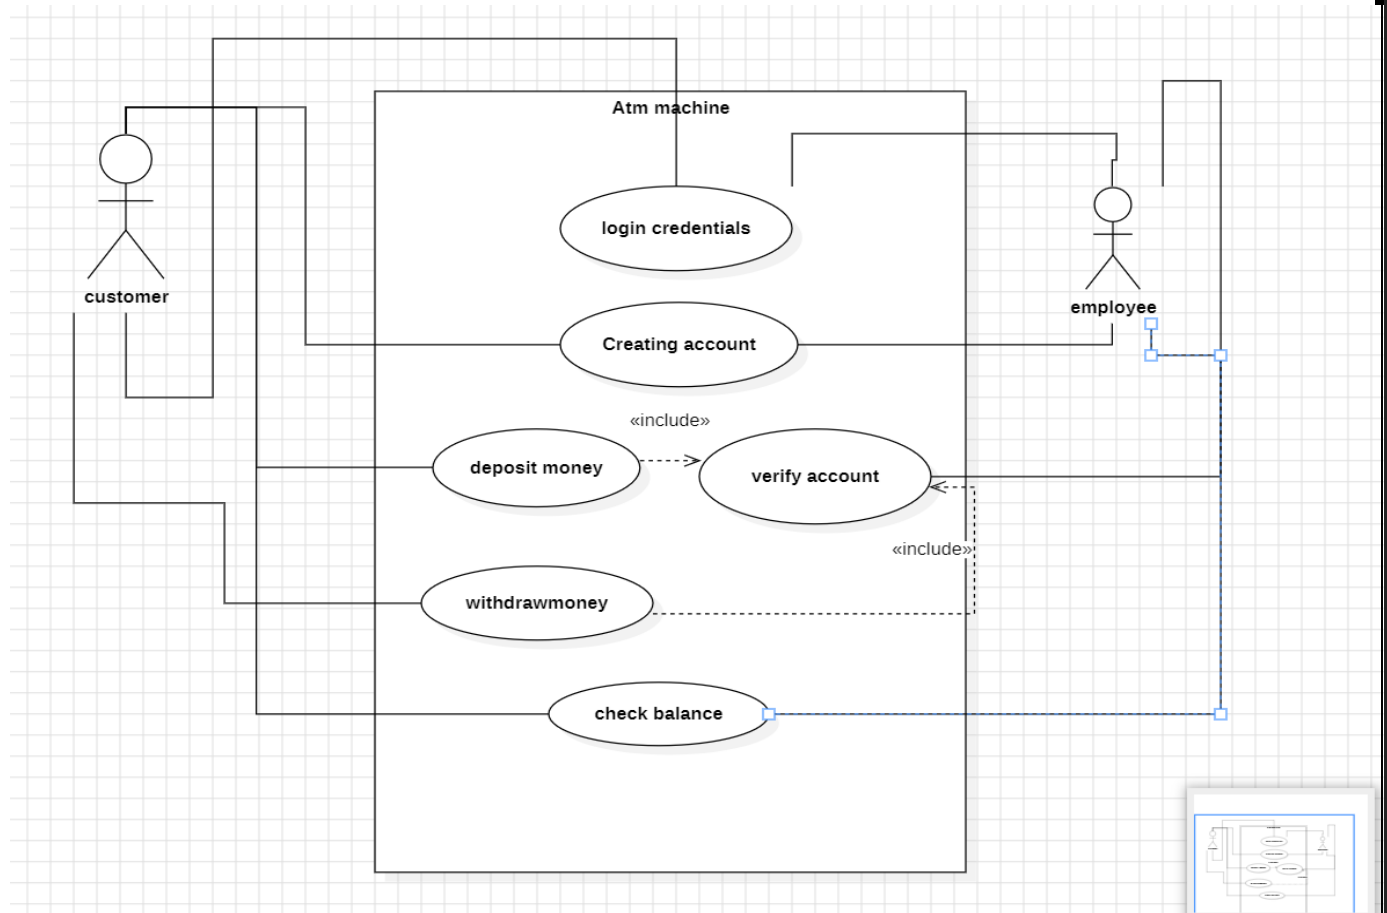 Atm machine
login credentials
customer
employee
Creating account
«include»
deposit money
verify account
«include»
withdrawmoney
check balance